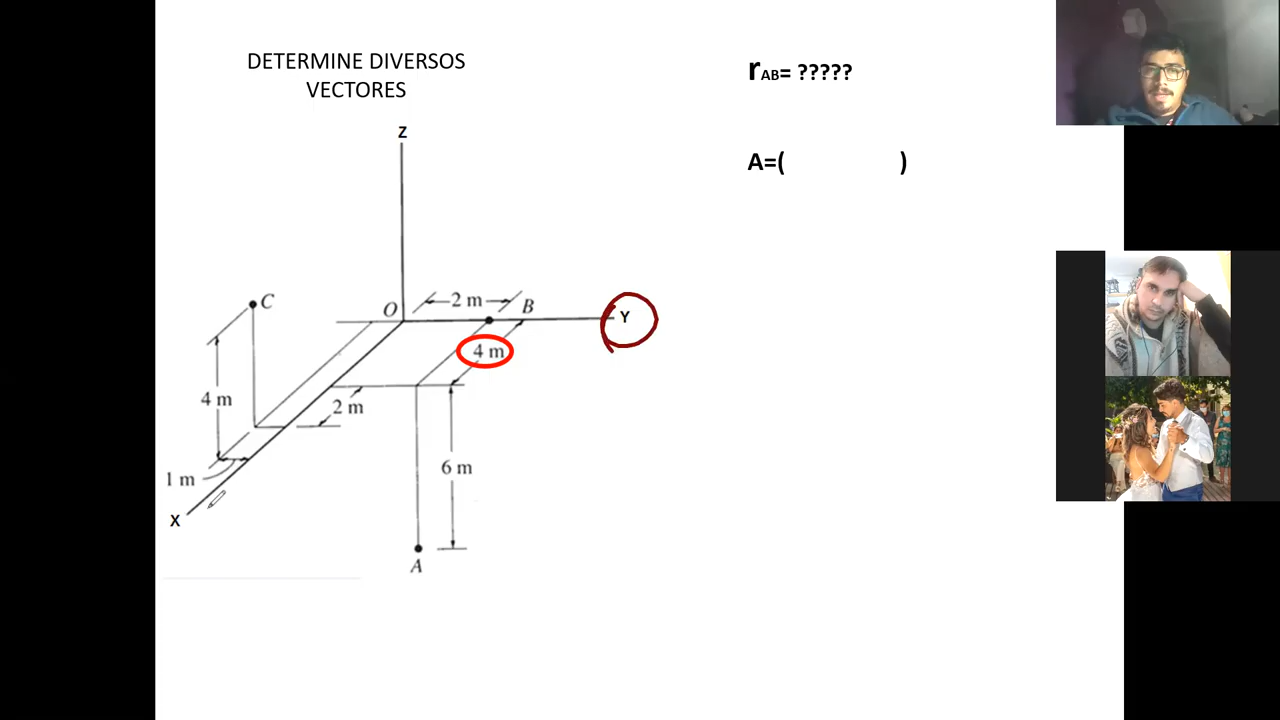 DETERMINE DIVERSOS
VECTORES
rAB= ?????
A=( )
Z
C
O
2 m
B
Y
4 m
4 m
2 m
1 m
6 m
X
A